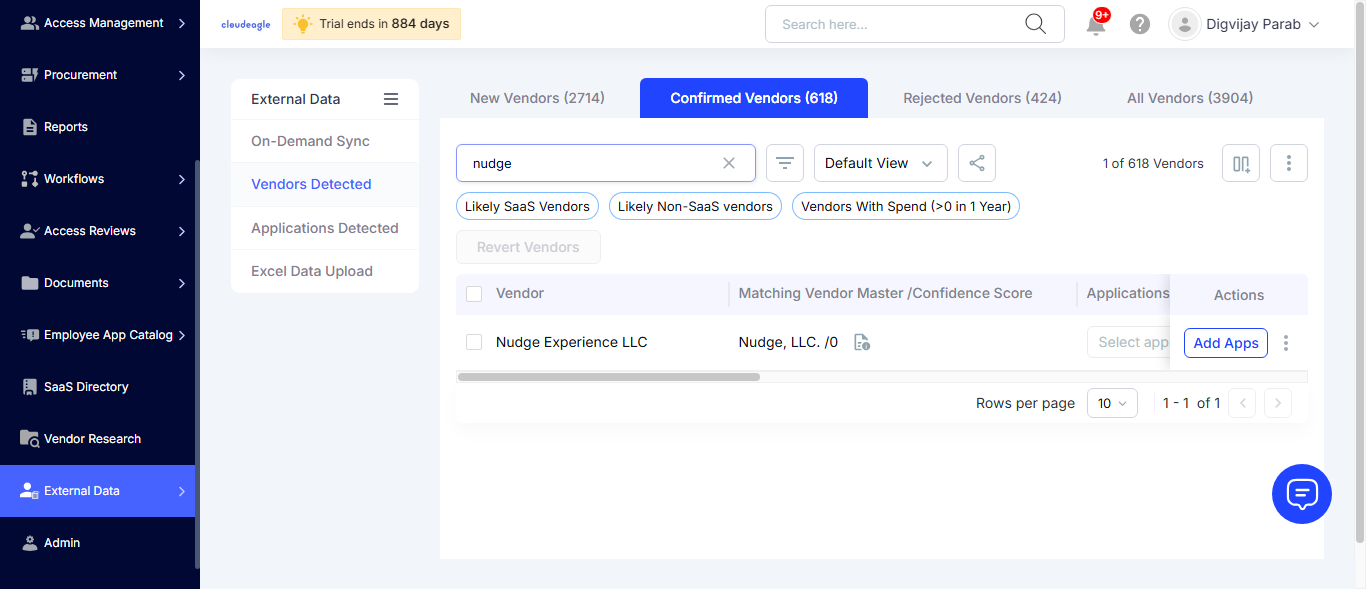 Access Management
Procurement
Reports
Workflows
Access Reviews
Documents
Employee App Catalog
SaaS Directory
Vendor Research
External Data
Admin
cloudeagle
Trial ends in 884 days
Search here...
9+
Digvijay Parab
External Data
On-Demand Sync
Vendors Detected
Applications Detected
Excel Data Upload
New Vendors (2714)
Confirmed Vendors (618)
Rejected Vendors (424)
All Vendors (3904)
nudge
Default View
1 of 618 Vendors
Likely SaaS Vendors
Likely Non-SaaS vendors
Vendors With Spend (>0 in 1 Year)
Revert Vendors
Vendor
Matching Vendor Master /Confidence Score
Applications
Actions
Nudge Experience LLC
Nudge, LLC. /0
Select app
Add Apps
Rows per page
10
1 - 1 of 1